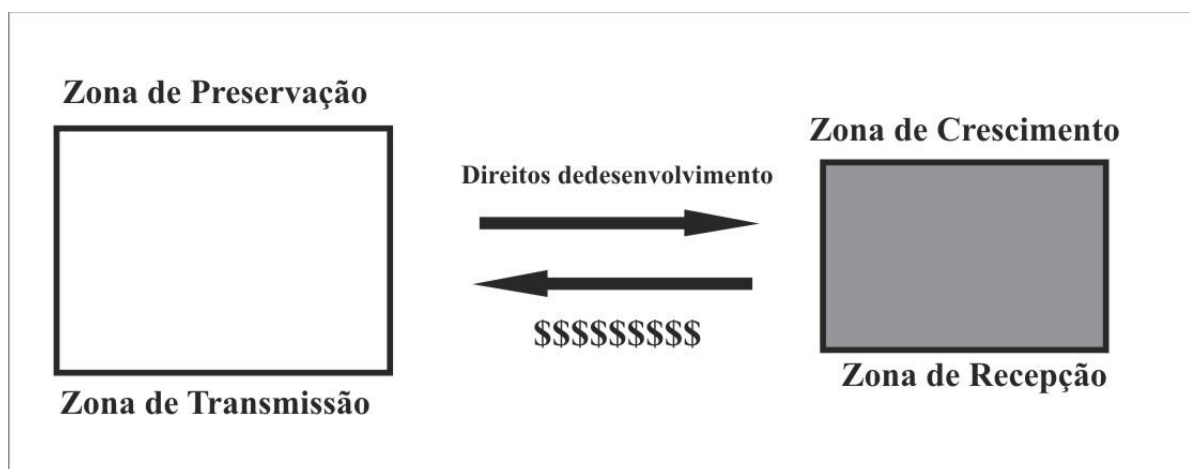 Zona de Preservação
Zona de Crescimento
Direitos dedesenvolvimento
$$$$$$$$$
Zona de Recepção
Zona de Transmissão